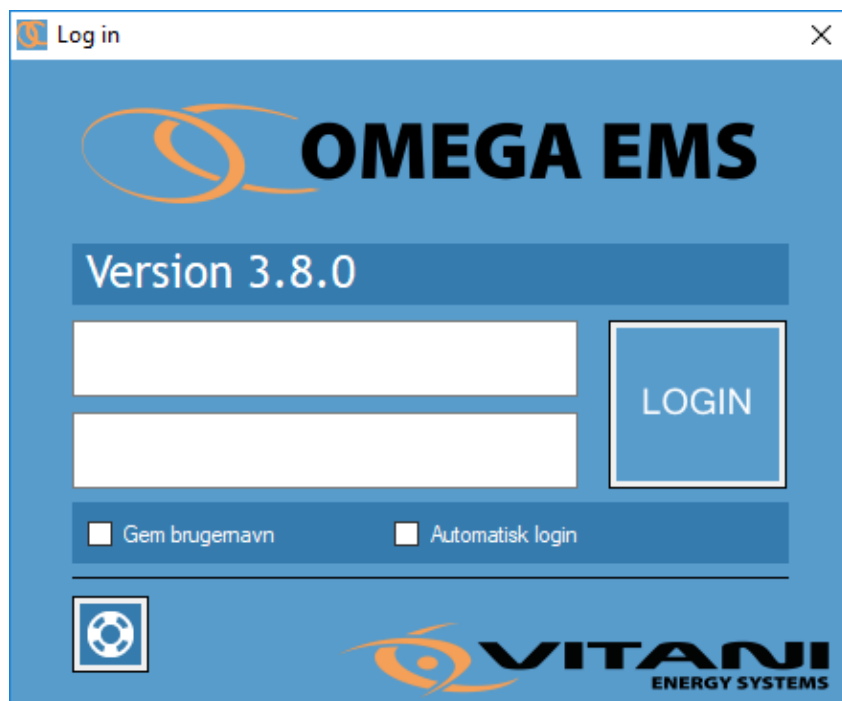 Log in
OMEGA EMS
Version 3.8.0
LOGIN
Gem brugernavn
Automatisk login
VITANI
ENERGY SYSTEMS